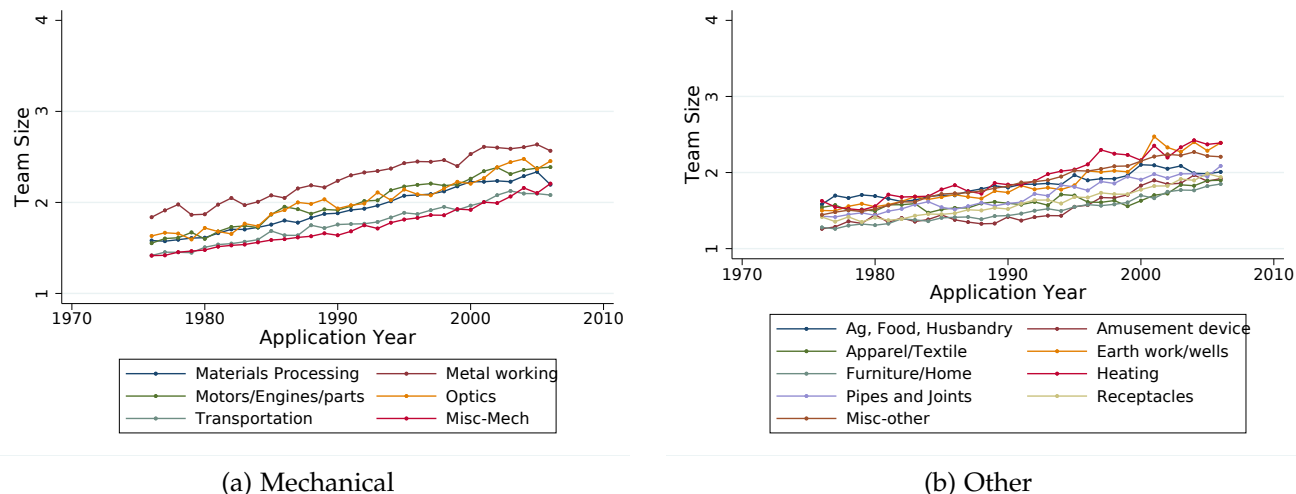 4
3
2
1
Team Size
1970 1980 1990 2000 2010
Application Year
Materials Processing Metal working
Motors/Engines/parts Optics
Transportation Misc-Mech
(a) Mechanical
4
3
2
1
Team Size
1970 1980 1990 2000 2010
Application Year
Ag, Food, Husbandry Amusement device
Apparel/Textile Earth work/wells
Furniture/Home Heating
Pipes and Joints Receptacles
Misc-other
(b) Other